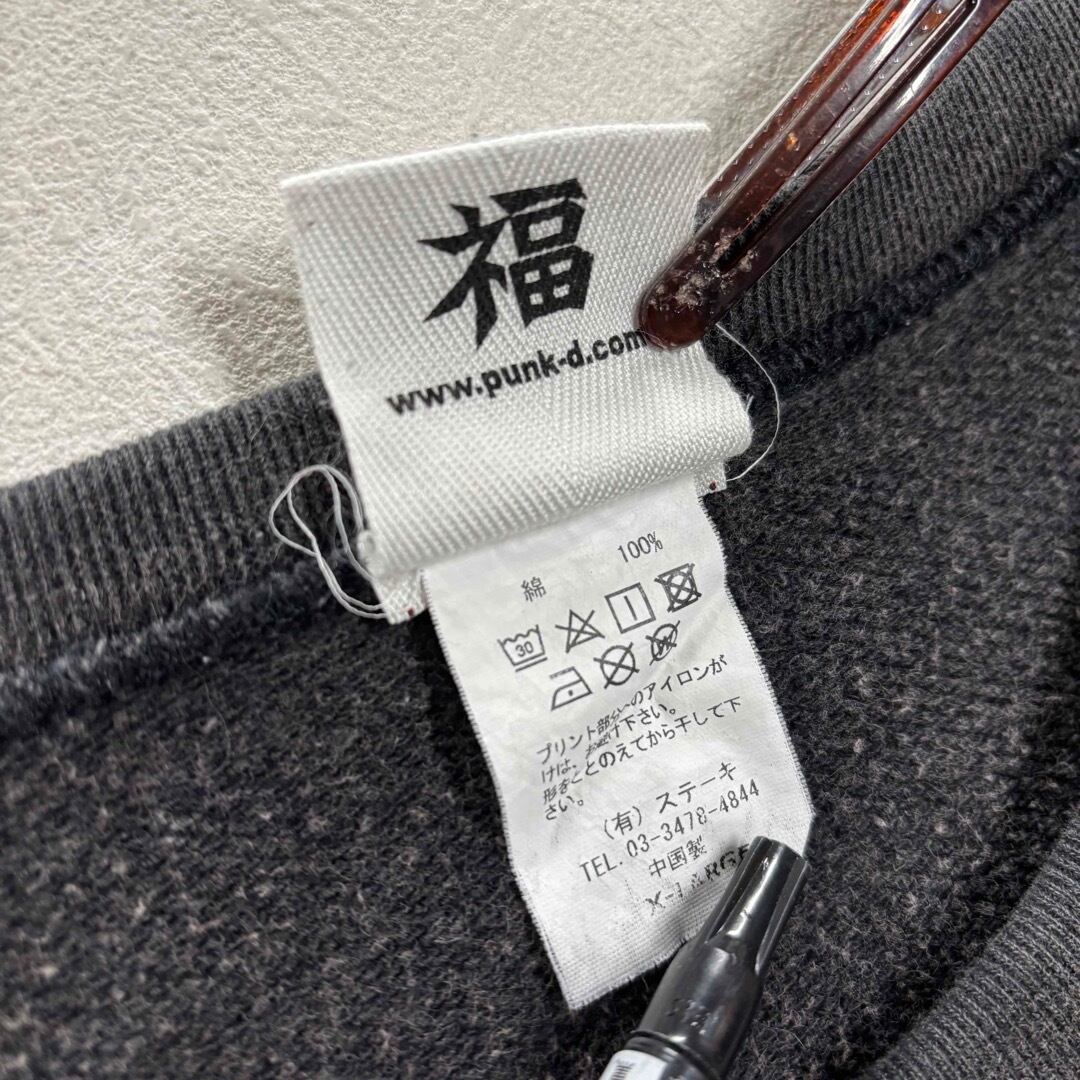 福
www.punk-d.com
綿 100%
30
プリント部分へのアイロンが
けは、お避け下さい。
形をととのえてから干して下
さい。
(有) ステーキ
TEL. 03-3478-4844
中国製
X-LARGE